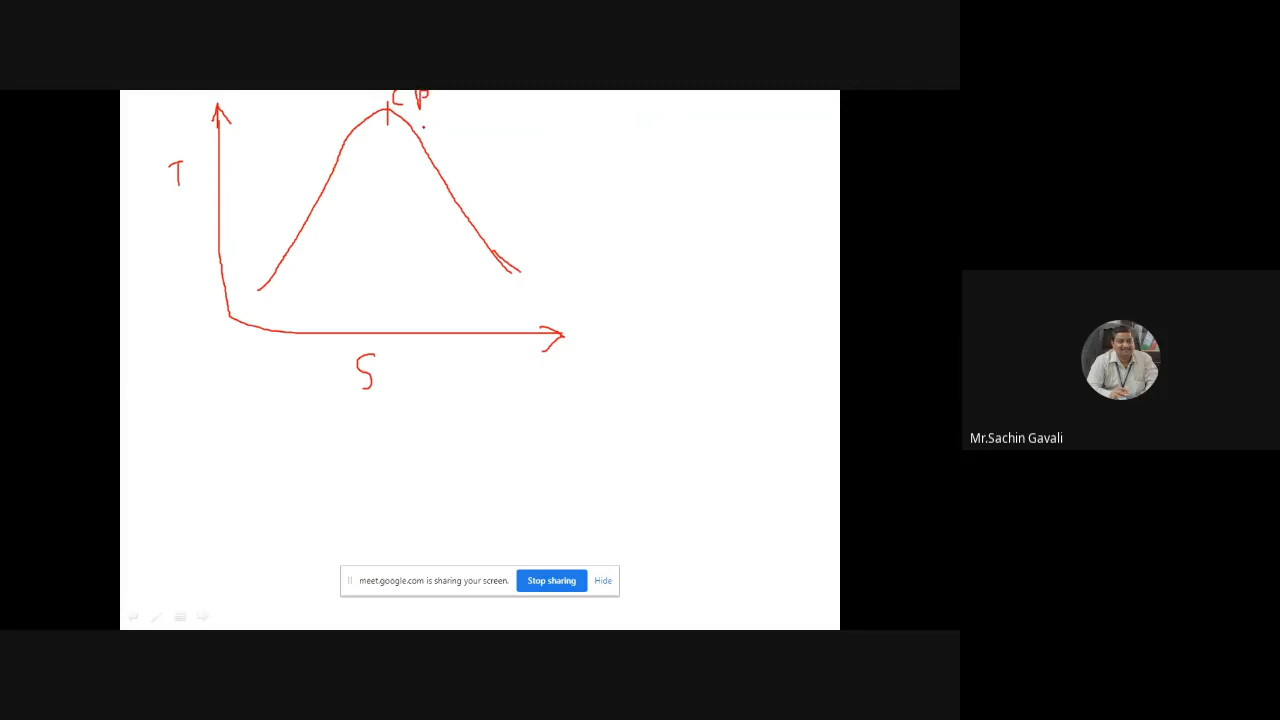 CP
T
S
Mr.Sachin Gavali
meet.google.com is sharing your screen. Stop sharing Hide